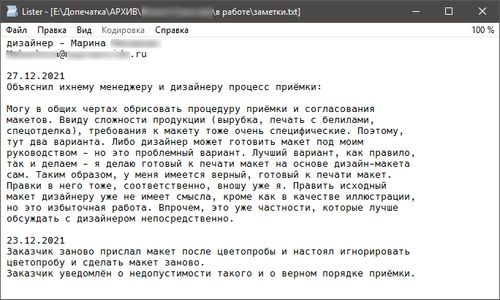 Lister - [E:\Допечатка\АРХИВ\ \в работе\заметки.txt]
Файл Правка Вид Кодировка Справка 100 %
дизайнер – Марина
@ .ru
27.12.2021
Объяснил ихнему менеджеру и дизайнеру процесс приёмки:
Могу в общих чертах обрисовать процедуру приёмки и согласования
макетов. Ввиду сложности продукции (вырубка, печать с белилами,
спецотделка), требования к макету тоже очень специфические. Поэтому,
тут два варианта. Либо дизайнер может готовить макет под моим
руководством – но это проблемный вариант. Лучший вариант, как правило,
так и делаем – я делаю готовый к печати макет на основе дизайн-макета
сам. Таким образом, у меня имеется верный, готовый к печати макет.
Правки в него тоже, соответственно, вношу уже я. Править исходный
макет дизайнеру уже не имеет смысла, кроме как в качестве иллюстрации,
но это избыточная работа. Впрочем, это уже частности, которые лучше
обсуждать с дизайнером непосредственно.
23.12.2021
Заказчик заново прислал макет после цветопробы и настоял игнорировать
цветопробу и сделать макет заново.
Заказчик уведомлён о недопустимости такого и о верном порядке приёмки.